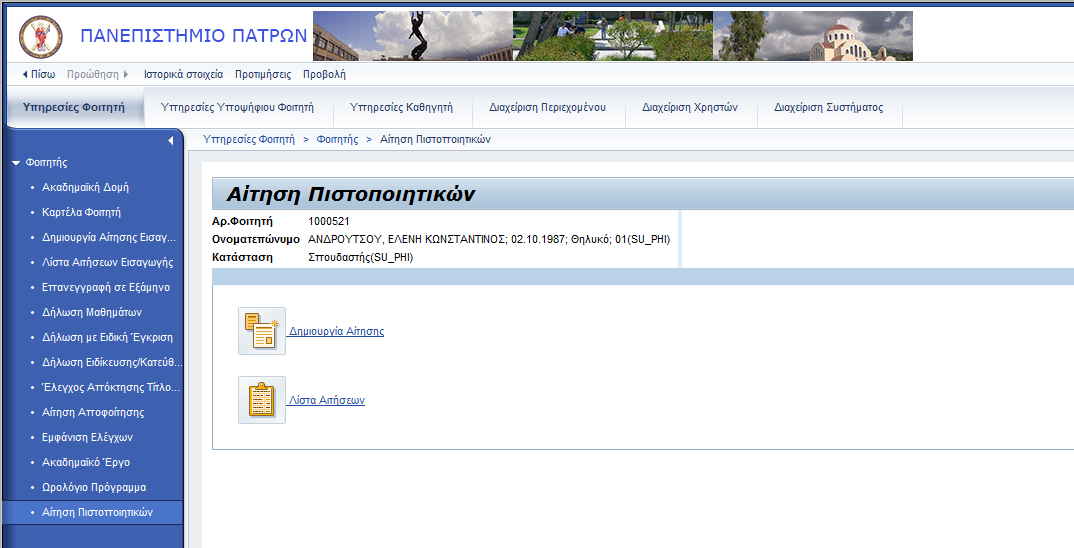 ΠΑΝΕΠΙΣΤΗΜΙΟ ΠΑΤΡΩΝ
Πίσω Προώθηση Ιστορικά στοιχεία Προτιμήσεις Προβολή
Υπηρεσίες Φοιτητή Υπηρεσίες Υποψήφιου Φοιτητή Υπηρεσίες Καθηγητή Διαχείριση Περιεχομένου Διαχείριση Χρηστών Διαχείριση Συστήματος
Υπηρεσίες Φοιτητή > Φοιτητής > Αίτηση Πιστοποιητικών
Φοιτητής
Ακαδημαϊκή Δομή
Καρτέλα Φοιτητή
Δημιουργία Αίτησης Εισαγ...
Λίστα Αιτήσεων Εισαγωγής
Επανεγγραφή σε Εξάμηνο
Δήλωση Μαθημάτων
Δήλωση με Ειδική Έγκριση
Δήλωση Ειδίκευσης/Κατεύθ...
Έλεγχος Απόκτησης Τίτλο...
Αίτηση Αποφοίτησης
Εμφάνιση Ελέγχων
Ακαδημαϊκό Έργο
Ωρολόγιο Πρόγραμμα
Αίτηση Πιστοποιητικών
Αίτηση Πιστοποιητικών
Αρ.Φοιτητή 1000521
Ονοματεπώνυμο ΑΝΔΡΟΥΤΣΟΥ, ΕΛΕΝΗ ΚΩΝΣΤΑΝΤΙΝΟΣ; 02.10.1987; Θηλυκό; 01(SU_PHI)
Κατάσταση Σπουδαστής(SU_PHI)
Δημιουργία Αίτησης
Λίστα Αιτήσεων